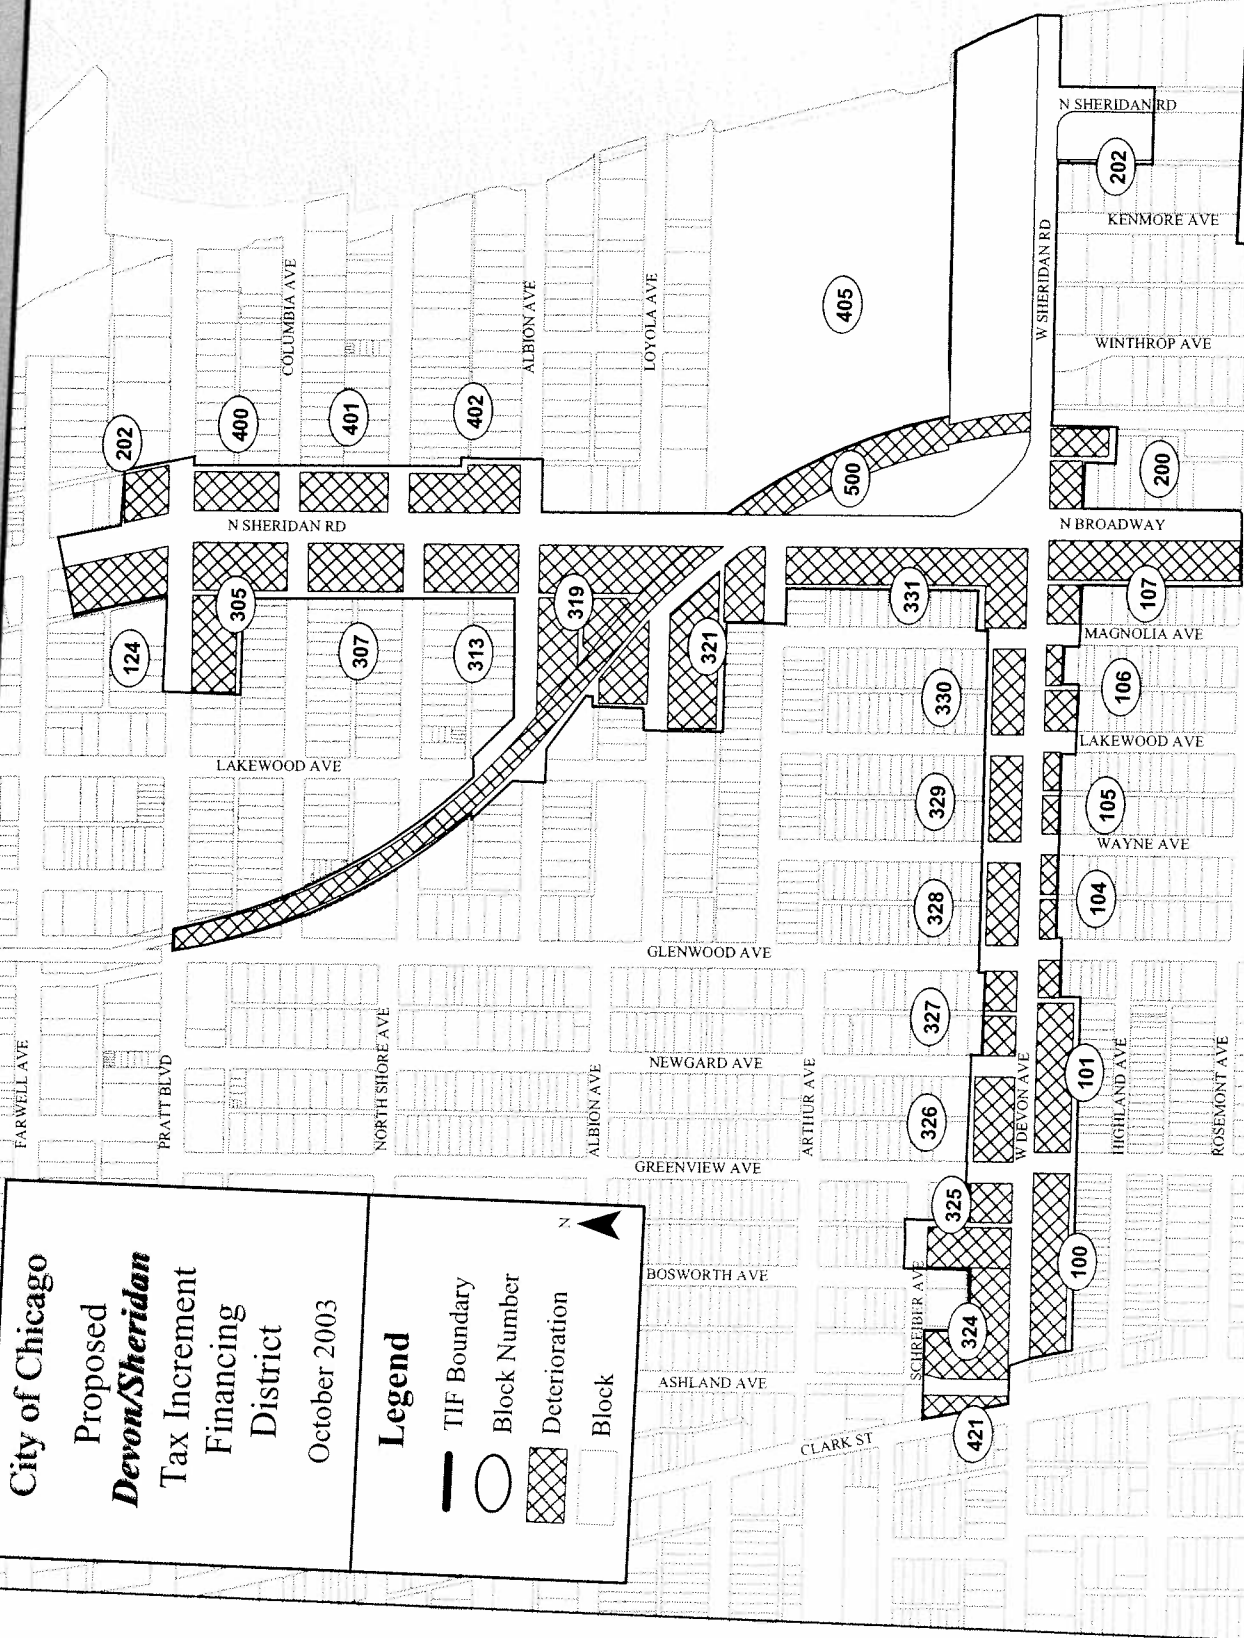 City of Chicago
Proposed
Devon/Sheridan
Tax Increment
Financing
District
October 2003
Legend
TIF Boundary
Block Number
Deterioration
Block
N
FARWELL AVE
PRATT BLVD
NORTH SHORE AVE
ALBION AVE
ARTHUR AVE
SCHREIBER AVE
W DEVON AVE
HIGHLAND AVE
ROSEMONT AVE
COLUMBIA AVE
ALBION AVE
LOYOLA AVE
W SHERIDAN RD
N SHERIDAN RD
N SHERIDAN RD
N BROADWAY
KENMORE AVE
WINTHROP AVE
MAGNOLIA AVE
LAKEWOOD AVE
LAKEWOOD AVE
WAYNE AVE
GLENWOOD AVE
NEWGARD AVE
GREENVIEW AVE
BOSWORTH AVE
ASHLAND AVE
CLARK ST
202
400
401
402
405
500
202
200
124
305
307
313
319
321
331
107
330
106
329
105
328
104
327
326
101
325
324
100
421